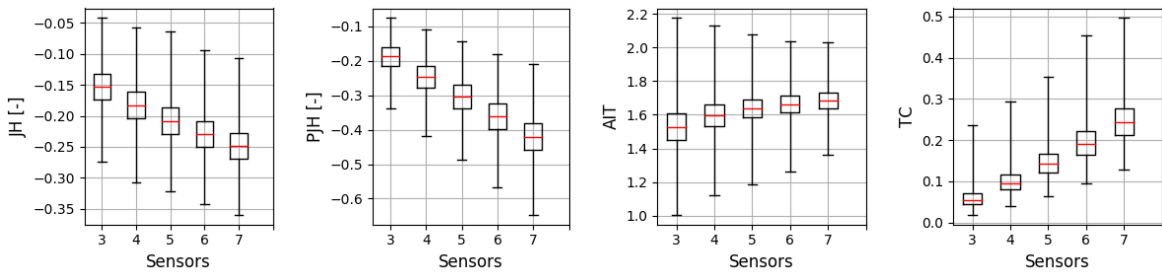 −0.05
−0.10
−0.15
−0.20
−0.25
−0.30
−0.35
JH [-]
3 4 5 6 7
Sensors
−0.1
−0.2
−0.3
−0.4
−0.5
−0.6
PJH [-]
3 4 5 6 7
Sensors
2.2
2.0
1.8
1.6
1.4
1.2
1.0
AIT
3 4 5 6 7
Sensors
0.5
0.4
0.3
0.2
0.1
0.0
TC
3 4 5 6 7
Sensors